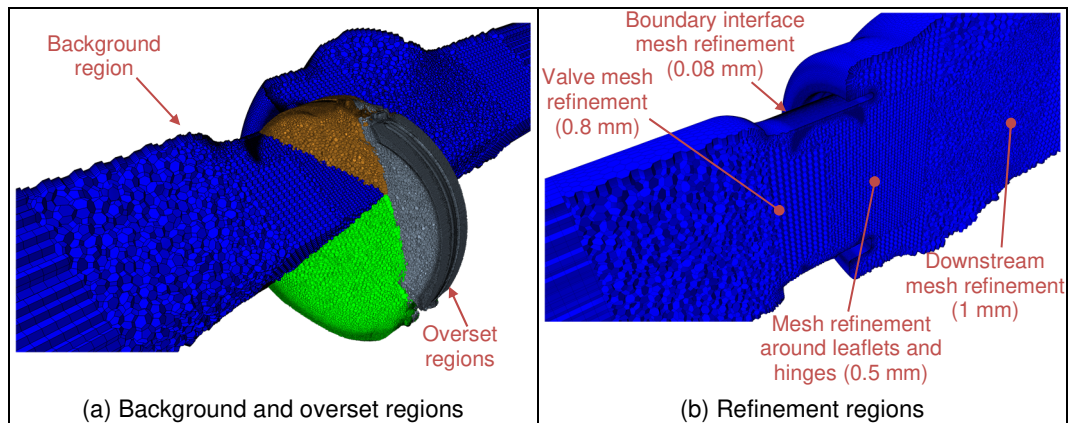 Background
region
Overset
regions
(a) Background and overset regions
Boundary interface
mesh refinement
(0.08 mm)
Valve mesh
refinement
(0.8 mm)
Downstream
mesh refinement
(1 mm)
Mesh refinement
around leaflets and
hinges (0.5 mm)
(b) Refinement regions